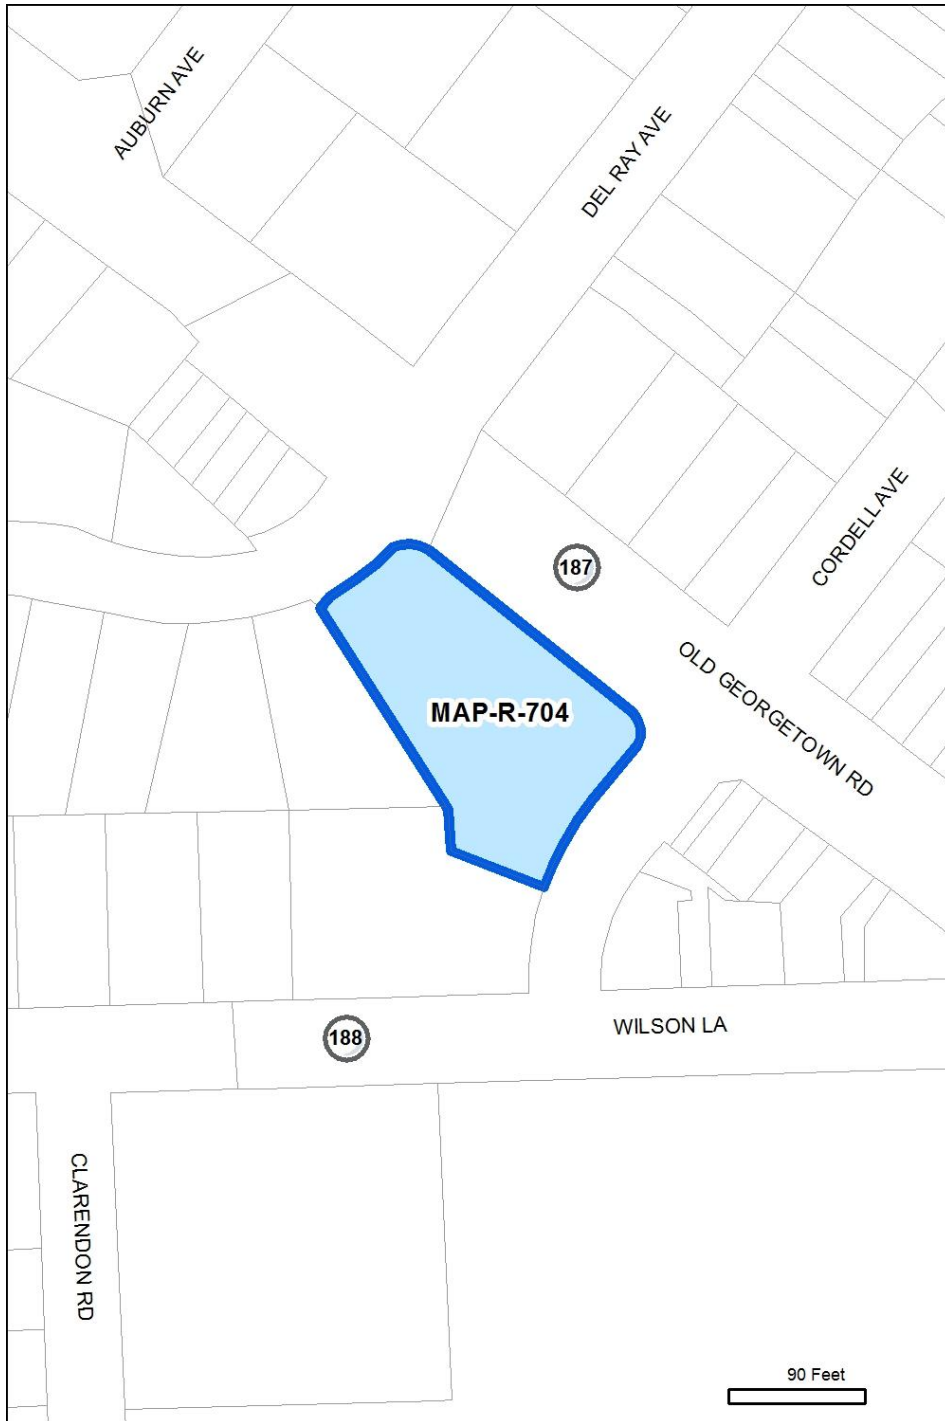 AUBURN AVE
DEL RAY AVE
CORDELL AVE
187
OLD GEORGETOWN RD
MAP-R-704
WILSON LA
188
CLARENDON RD
90 Feet